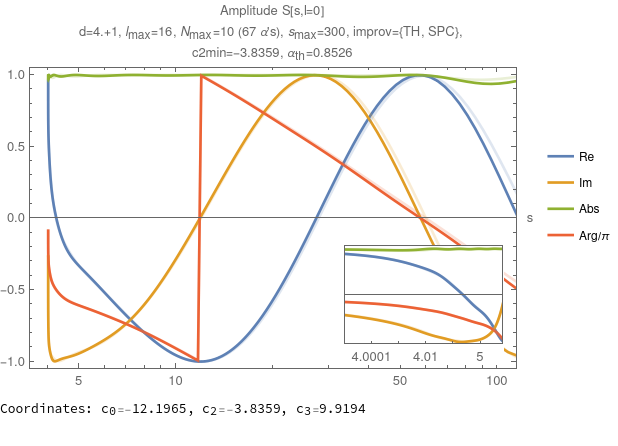 Amplitude S[s,l=0]
d=4.+1, lmax=16, Nmax=10 (67 α's), smax=300, improv={TH, SPC},
c2min=-3.8359, αth=0.8526
1.0
0.5
0.0
-0.5
-1.0
5
10
50
100
s
Re
Im
Abs
Arg/π
4.0001
4.01
5
Coordinates: c0=-12.1965, c2=-3.8359, c3=9.9194